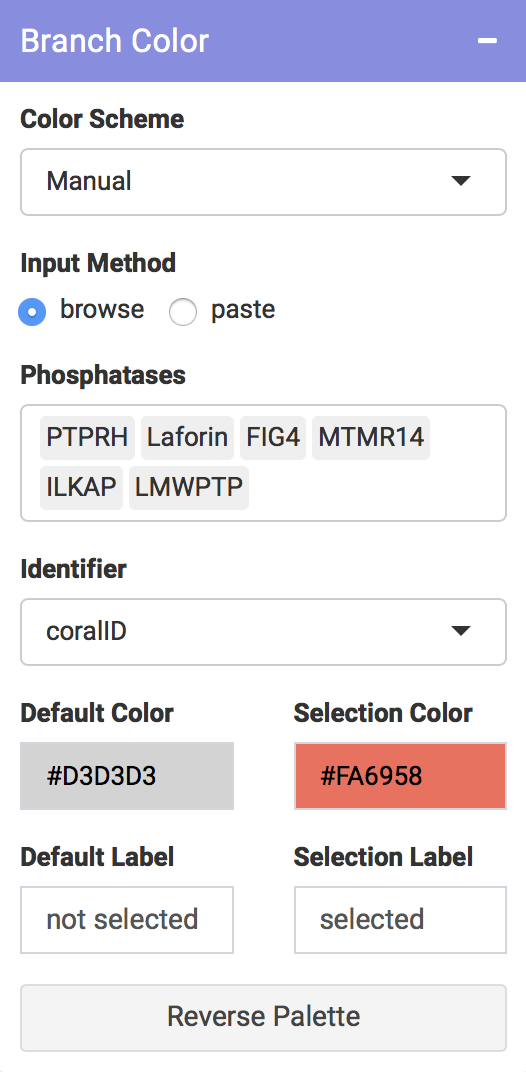 Branch Color
Color Scheme
Manual
Input Method
browse paste
Phosphatases
PTPRH Laforin FIG4 MTMR14
ILKAP LMWPTP
Identifier
coralID
Default Color Selection Color
#D3D3D3 #FA6958
Default Label Selection Label
not selected selected
Reverse Palette